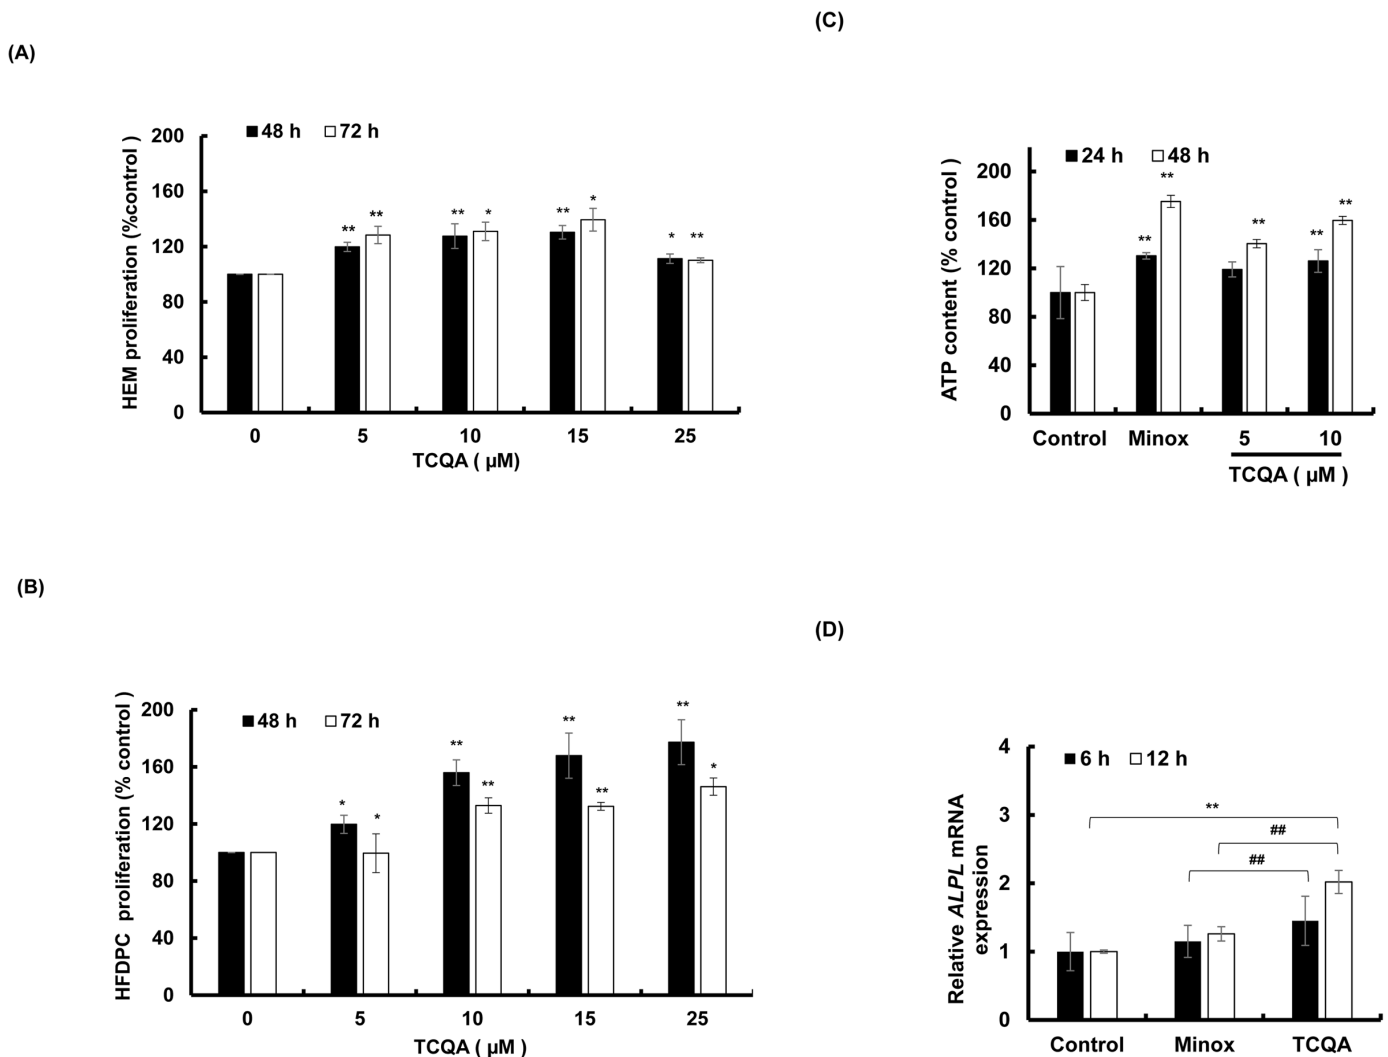 (A)
HEM proliferation (%control )
48 h 72 h
200
160
120
80
40
0
** **
** *
** *
* **
0 5 10 15 25
TCQA ( µM)
(B)
HFDPC proliferation (% control )
48 h 72 h
200
160
120
80
40
0
* *
** **
** **
** *
0 5 10 15 25
TCQA ( µM )
(C)
ATP content (% control )
24 h 48 h
200
160
120
80
40
0
** **
**
** **
Control Minox 5 10
TCQA ( µM )
(D)
Relative ALPL mRNA
expression
6 h 12 h
4
3
2
1
0
**
##
##
Control Minox TCQA